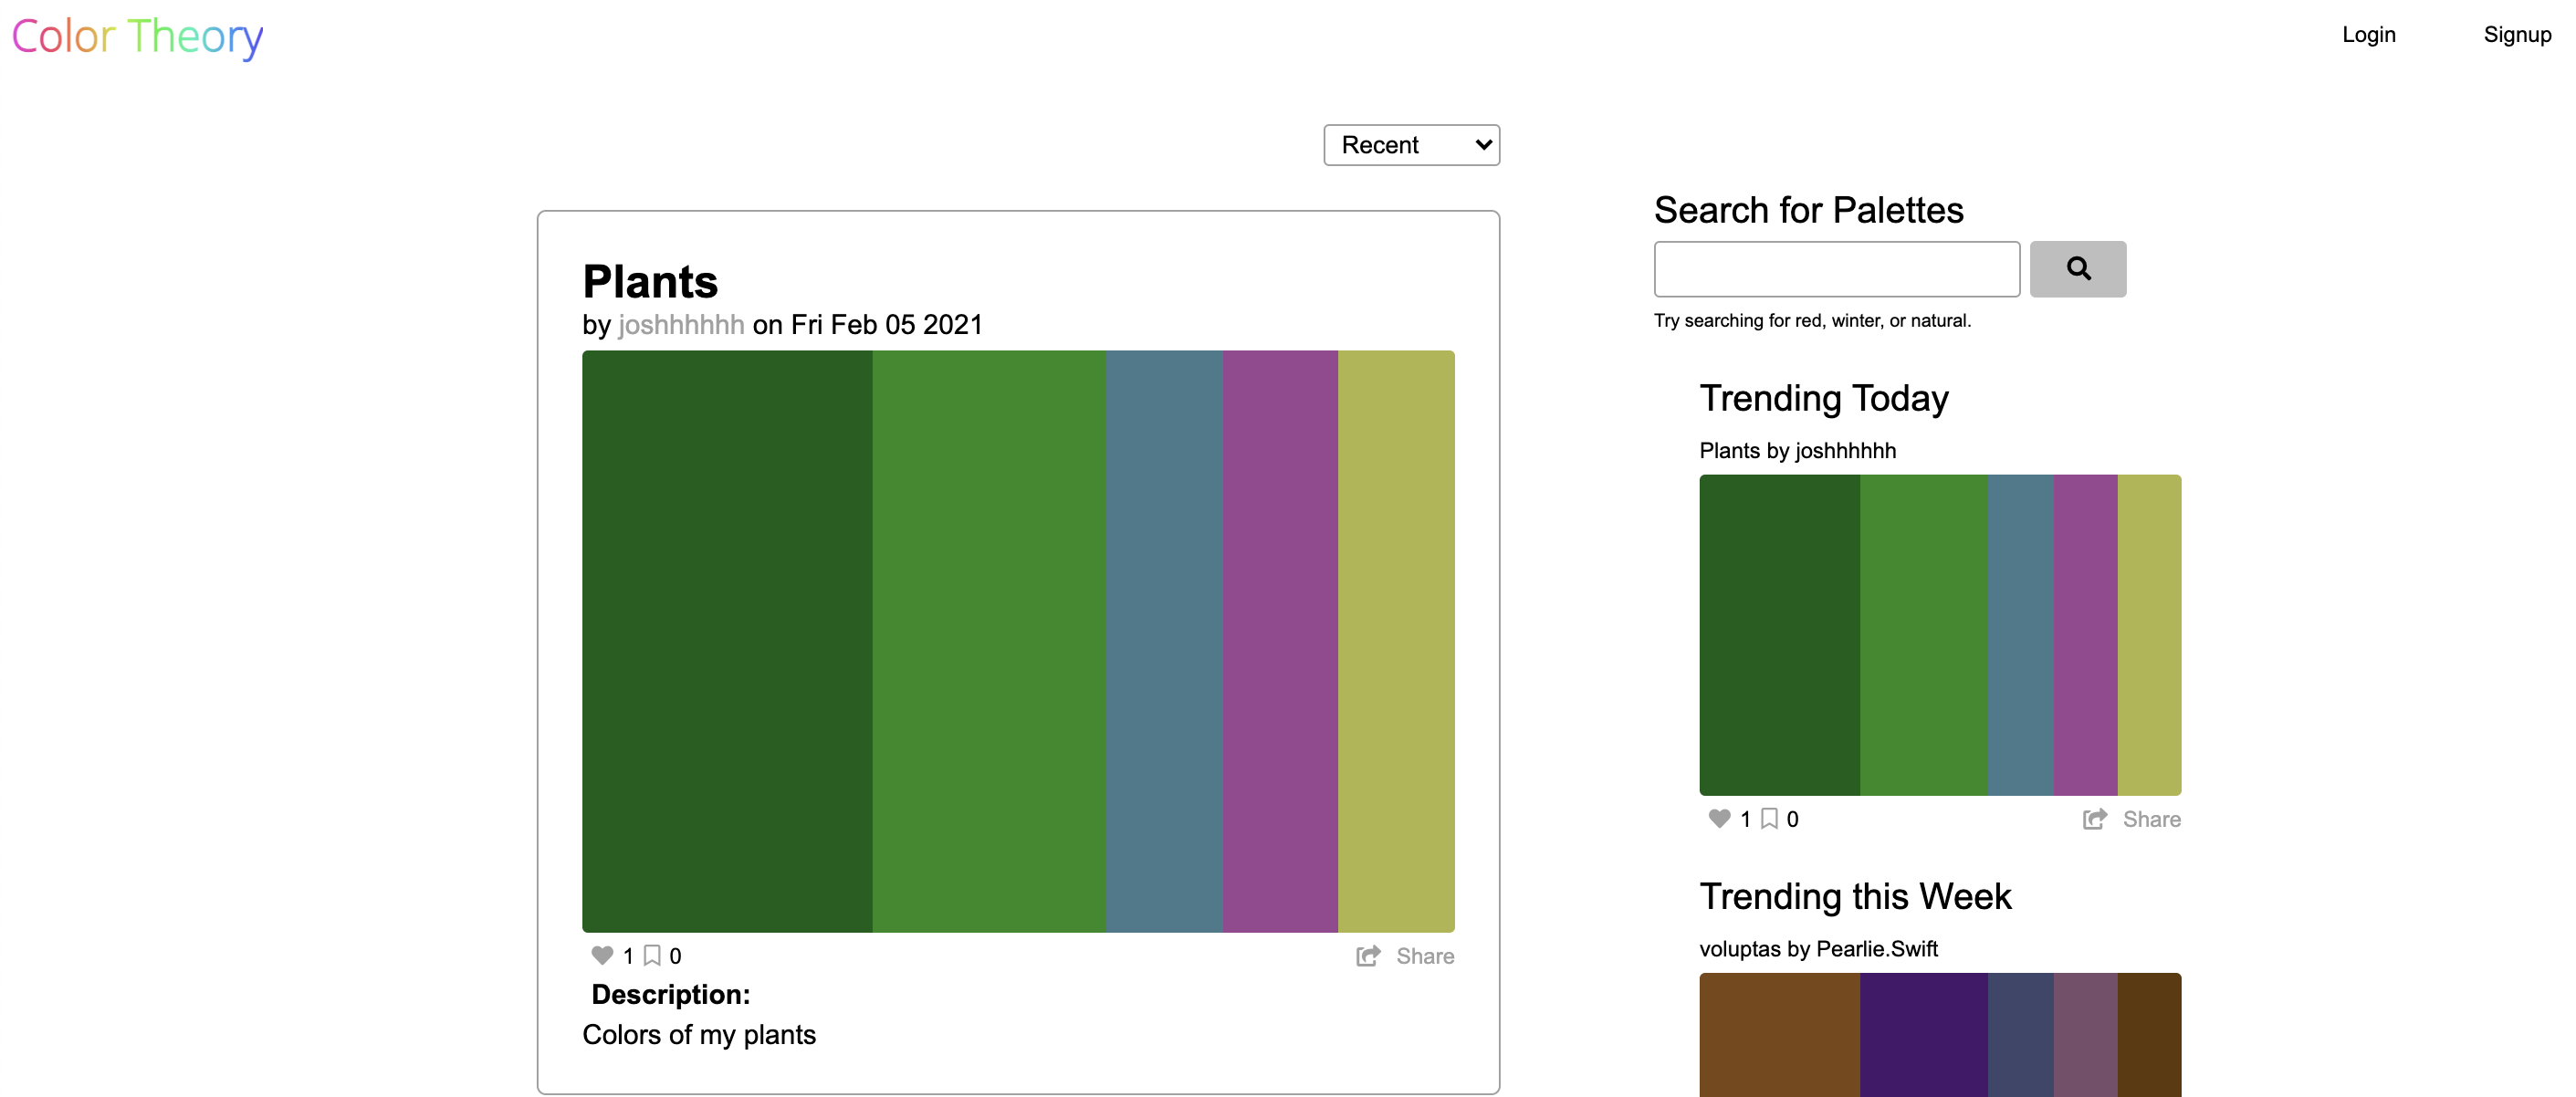 Color Theory
Login
Signup
Recent
Plants
by joshhhhhh on Fri Feb 05 2021
1 0
Share
Description:
Colors of my plants
Search for Palettes
Try searching for red, winter, or natural.
Trending Today
Plants by joshhhhhh
1 0
Share
Trending this Week
voluptas by Pearlie.Swift